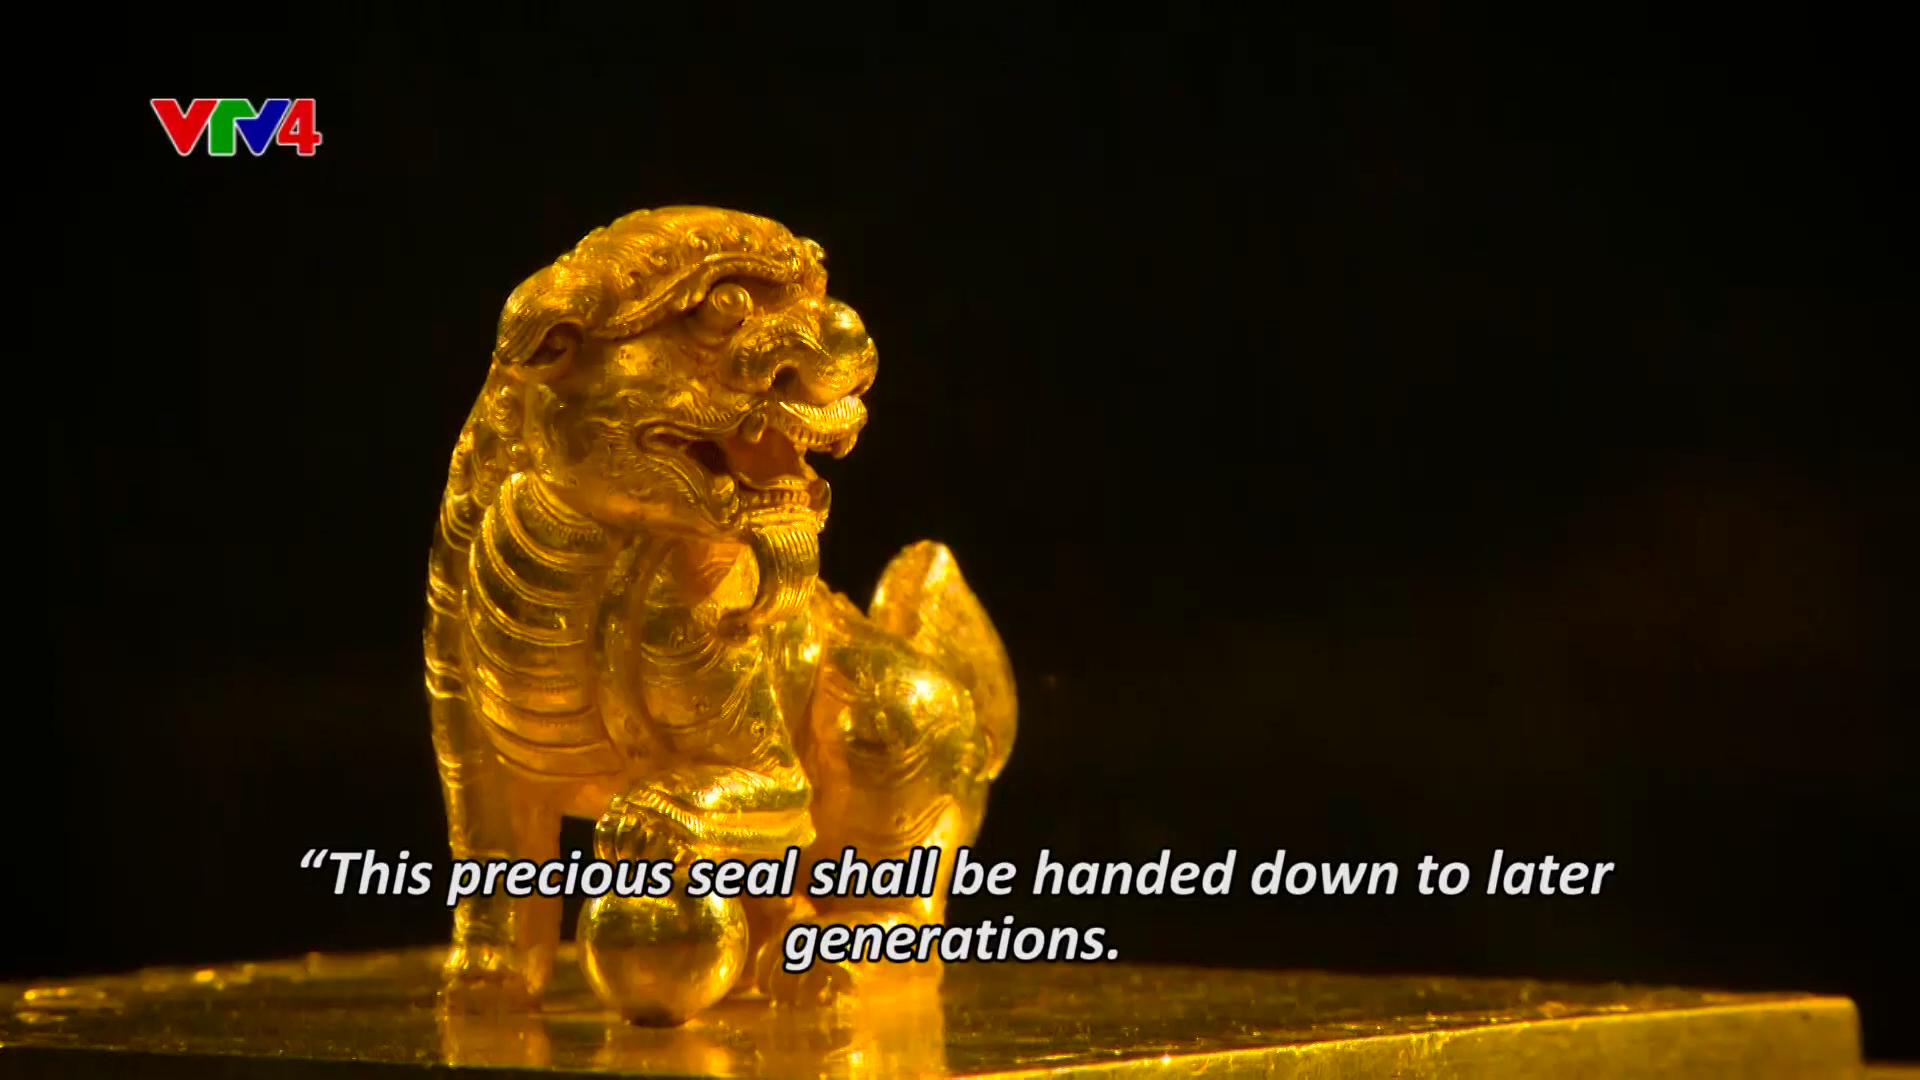 VTV4
“This precious seal shall be handed down to later
generations.